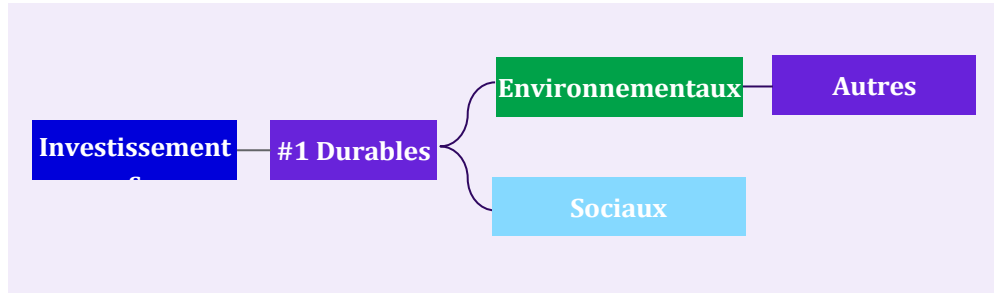 Investissement
s
#1 Durables
Environnementaux
Autres
Sociaux